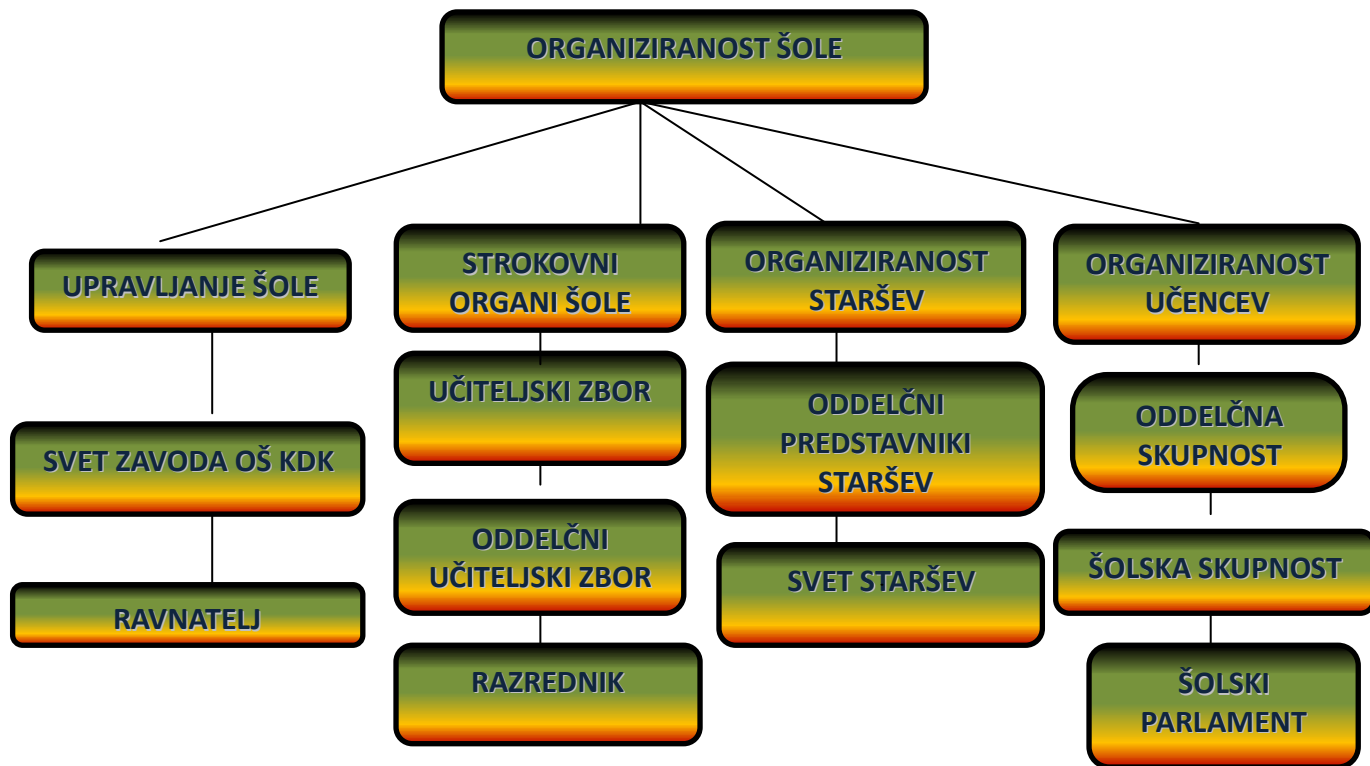 ORGANIZIRANOST ŠOLE
UPRAVLJANJE ŠOLE
SVET ZAVODA OŠ KDK
RAVNATELJ
STROKOVNI
ORGANI ŠOLE
UČITELJSKI ZBOR
ODDELČNI
UČITELJSKI ZBOR
RAZREDNIK
ORGANIZIRANOST
STARŠEV
ODDELČNI
PREDSTAVNIKI
STARŠEV
SVET STARŠEV
ORGANIZIRANOST
UČENCEV
ODDELČNA
SKUPNOST
ŠOLSKA SKUPNOST
ŠOLSKI
PARLAMENT